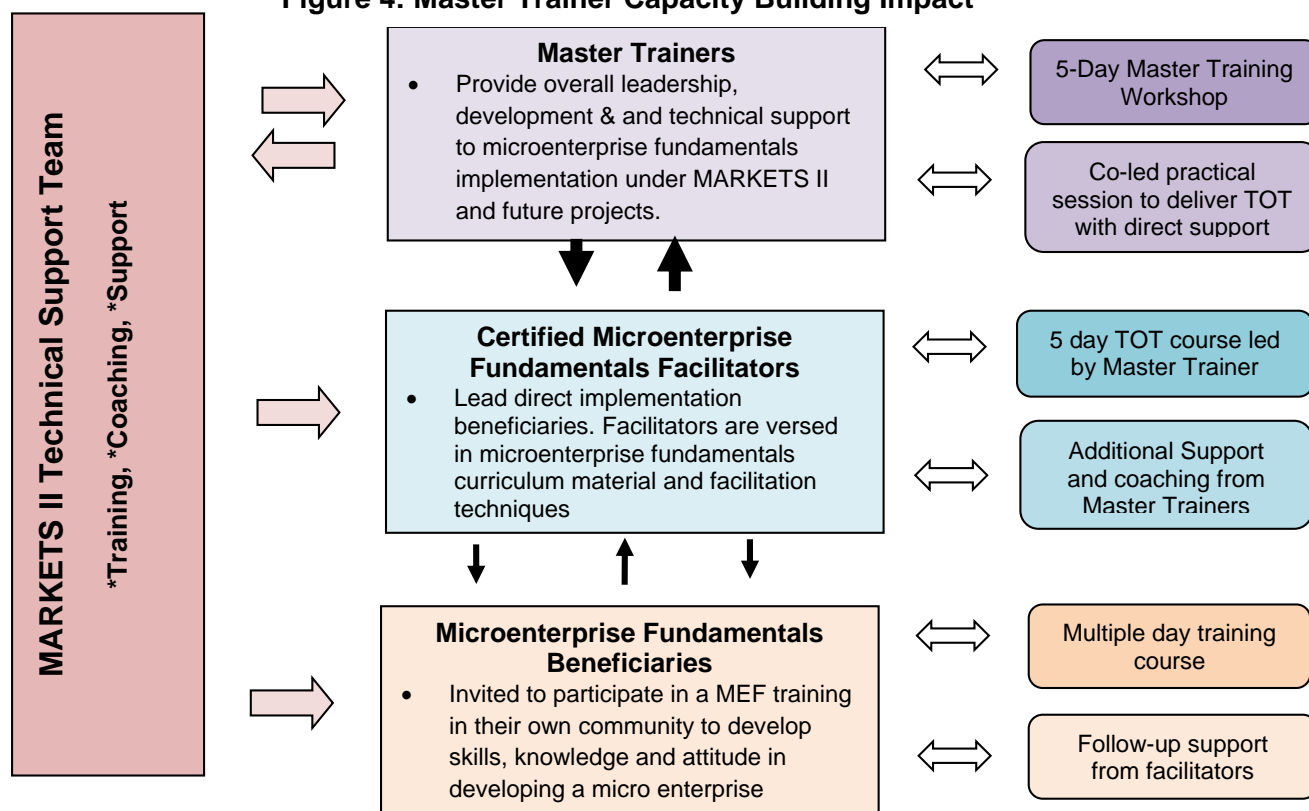 Figure 4: Master Trainer Capacity Building Impact
MARKETS II Technical Support Team
*Training, *Coaching, *Support
Master Trainers
• Provide overall leadership,
development & and technical support
to microenterprise fundamentals
implementation under MARKETS II
and future projects.
5-Day Master Training
Workshop
Co-led practical
session to deliver TOT
with direct support
Certified Microenterprise
Fundamentals Facilitators
• Lead direct implementation
beneficiaries. Facilitators are versed
in microenterprise fundamentals
curriculum material and facilitation
techniques
5 day TOT course led
by Master Trainer
Additional Support
and coaching from
Master Trainers
Microenterprise Fundamentals
Beneficiaries
• Invited to participate in a MEF training
in their own community to develop
skills, knowledge and attitude in
developing a micro enterprise
Multiple day training
course
Follow-up support
from facilitators